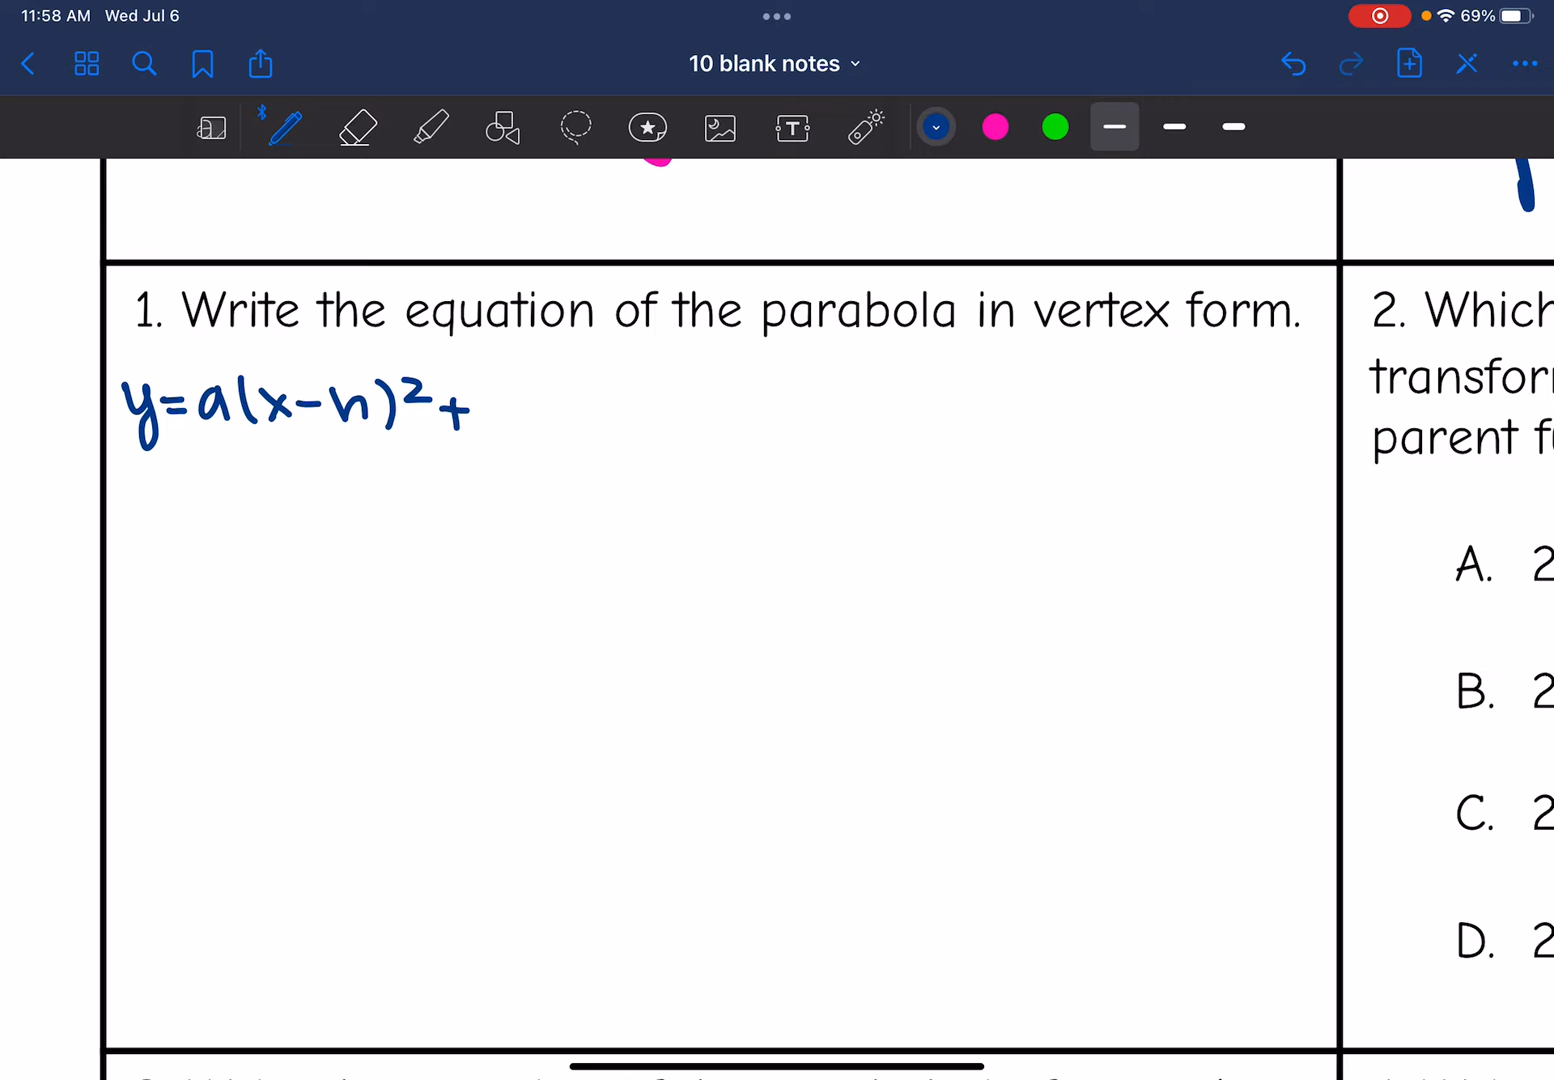 11:58 AM Wed Jul 6
69%
10 blank notes
T
1. Write the equation of the parabola in vertex form.
y=a(x-h)²+
2. Which
transfor
parent f
A. 2
B. 2
C. 2
D. 2